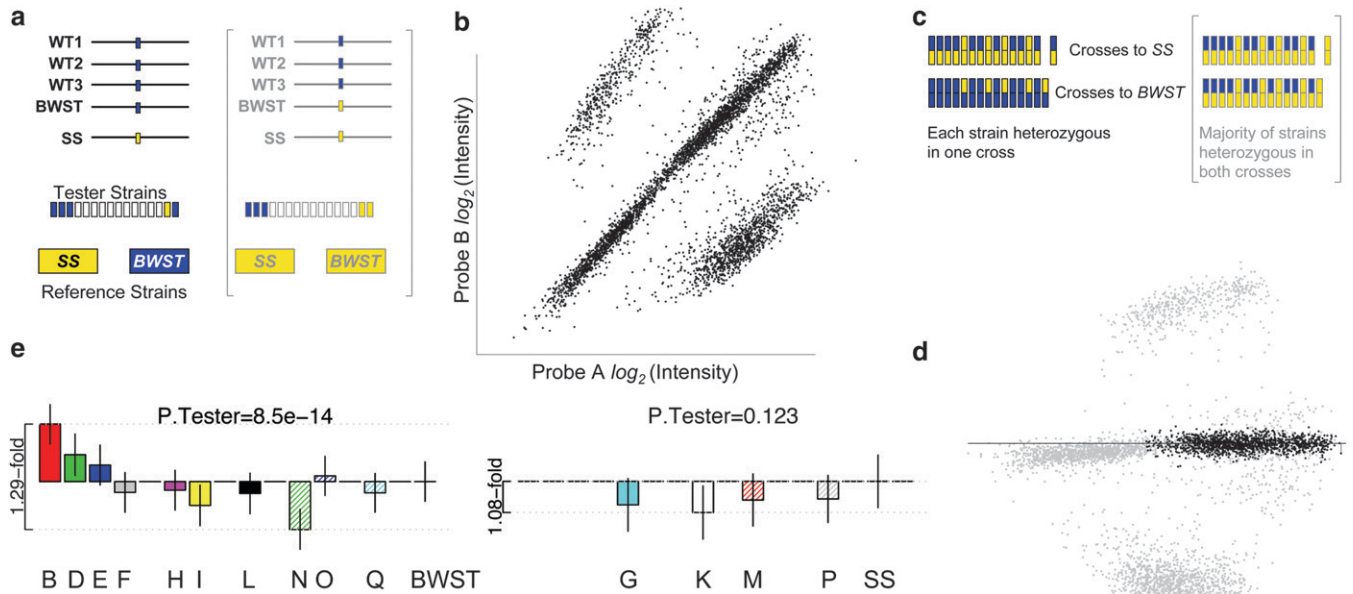 a
WT1
WT2
WT3
BWST
SS
Tester Strains
SS
BWST
Reference Strains
WT1
WT2
WT3
BWST
SS
SS
BWST
b
Probe B log₂ (Intensity)
Probe A log₂ (Intensity)
c
Crosses to SS
Crosses to BWST
Each strain heterozygous
in one cross
Majority of strains
heterozygous in
both crosses
d
e
P.Tester=8.5e−14
1.29−fold
B D E F H I L N O Q BWST
P.Tester=0.123
1.08−fold
G K M P SS